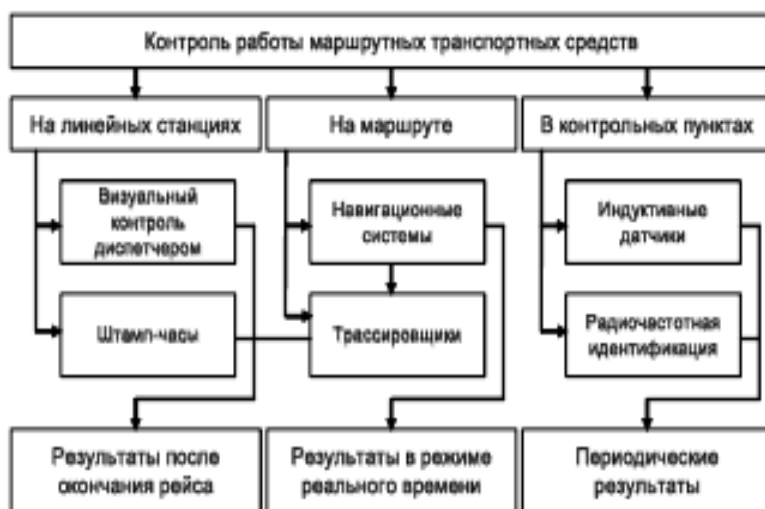 Контроль работы маршрутных транспортных средств
На линейных станциях
На маршруте
В контрольных пунктах
Визуальный
контроль
диспетчером
Навигационные
системы
Индуктивные
датчики
Штамп-часы
Трассировщики
Радиочастотная
идентификация
Результаты после
окончания рейса
Результаты в режиме
реального времени
Периодические
результаты